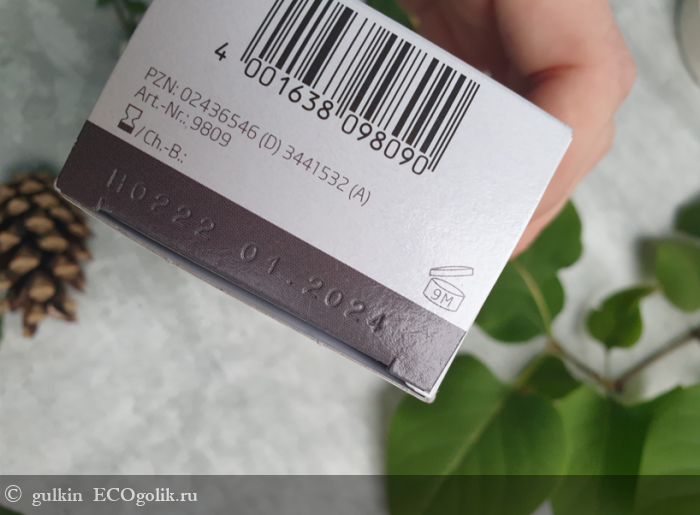 4 001638 098090
PZN: 02436546 (D) 3441532 (A)
Art.-Nr.: 9809
/Ch.-B.:
H0222 01.2024
9M
© gulkin ECOgolik.ru